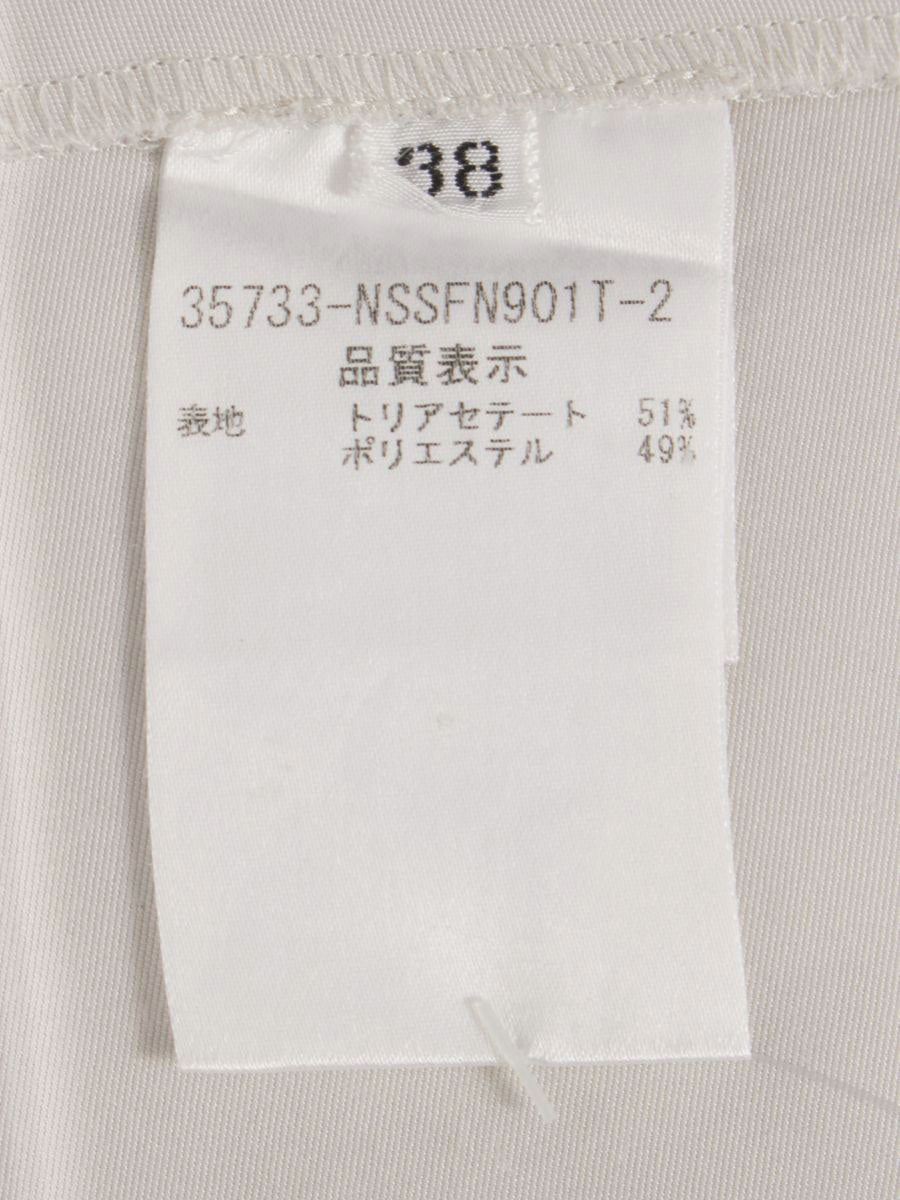 38
35733-NSSFN901T-2
品質表示
表地 トリアセテート 51%
ポリエステル 49%